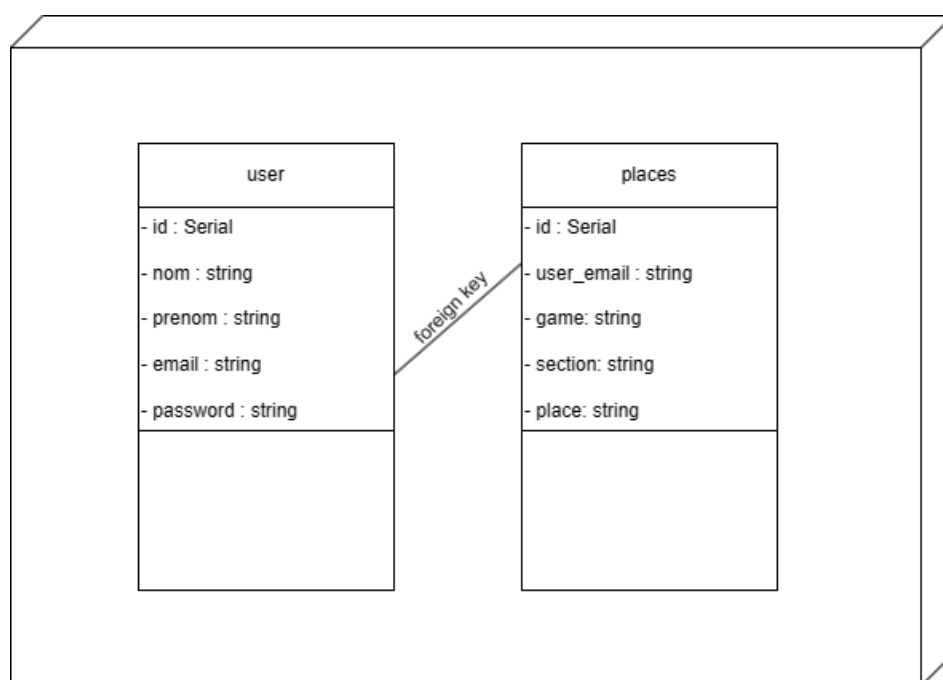 user
- id : Serial
- nom : string
- prenom : string
- email : string
- password : string
foreign key
places
- id : Serial
- user_email : string
- game: string
- section: string
- place: string